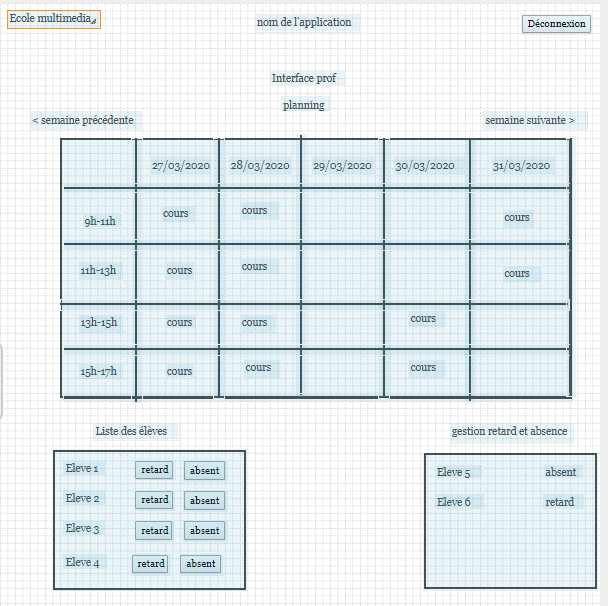 Ecole multimedia
nom de l'application
Déconnexion
Interface prof
planning
< semaine précédente
semaine suivante >
27/03/2020 28/03/2020 29/03/2020 30/03/2020 31/03/2020
9h-11h cours cours cours
11h-13h cours cours cours
13h-15h cours cours cours
15h-17h cours cours cours
Liste des élèves
Eleve 1 retard absent
Eleve 2 retard absent
Eleve 3 retard absent
Eleve 4 retard absent
gestion retard et absence
Eleve 5 absent
Eleve 6 retard